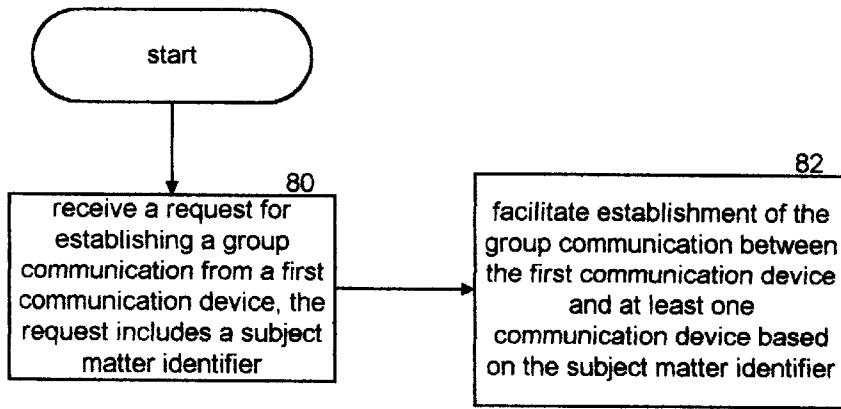 start
80
receive a request for
establishing a group
communication from a first
communication device, the
request includes a subject
matter identifier
82
facilitate establishment of the
group communication between
the first communication device
and at least one
communication device based
on the subject matter identifier